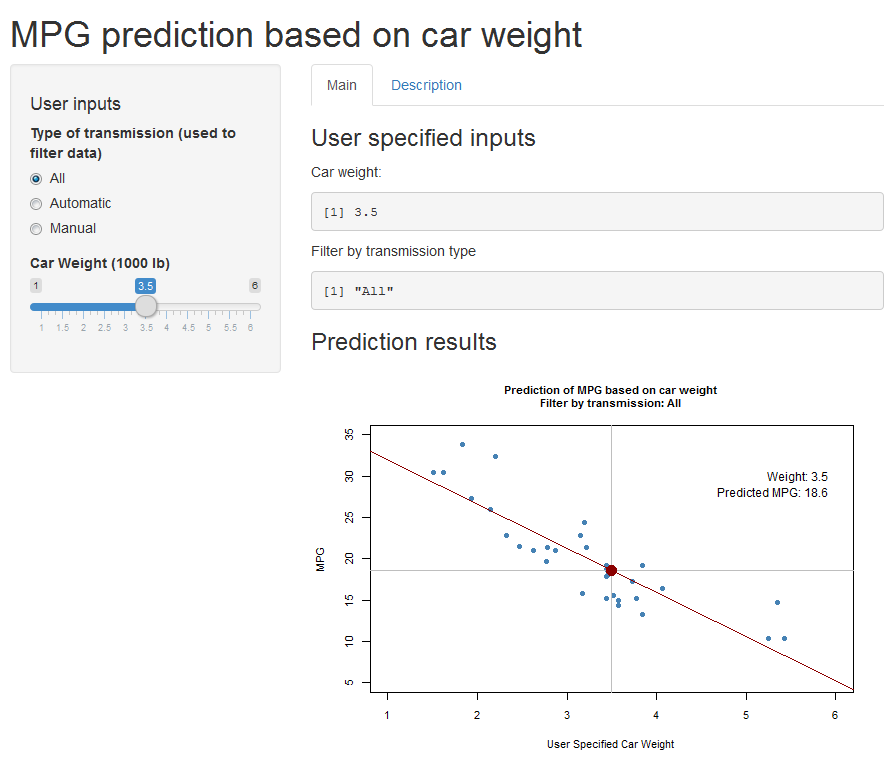 MPG prediction based on car weight
User inputs
Type of transmission (used to
filter data)
All
Automatic
Manual
Car Weight (1000 lb)
1 3.5 6
1 1.5 2 2.5 3 3.5 4 4.5 5 5.5 6
Main Description
User specified inputs
Car weight:
[1] 3.5
Filter by transmission type
[1] "All"
Prediction results
Prediction of MPG based on car weight
Filter by transmission: All
Weight: 3.5
Predicted MPG: 18.6
MPG
35
30
25
20
15
10
5
1 2 3 4 5 6
User Specified Car Weight